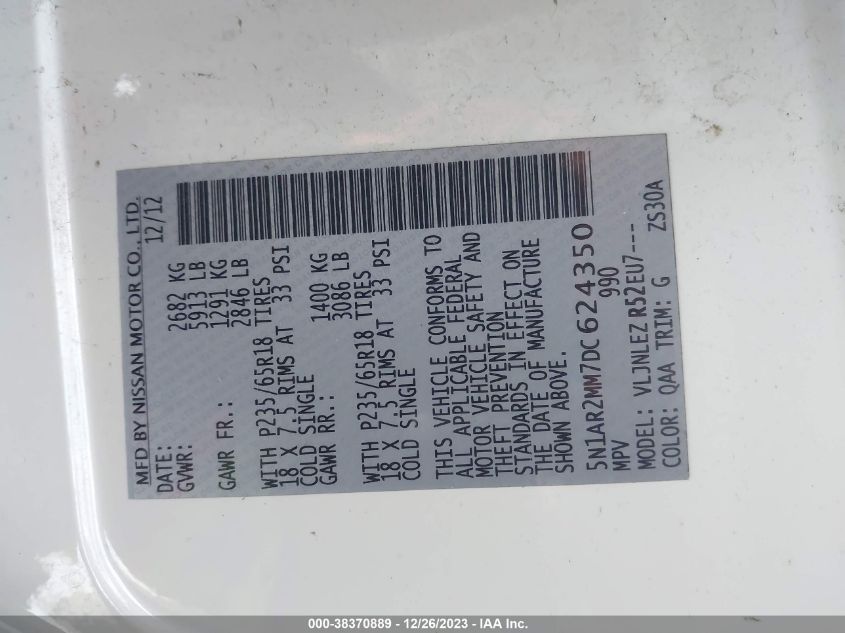 MFD BY NISSAN MOTOR CO., LTD.
DATE: 12/12
GVWR: 2682 KG
5913 LB
GAWR FR.: 1291 KG
2846 LB
WITH P235/65R18 TIRES
18 X 7.5 RIMS AT 33 PSI
COLD SINGLE
GAWR RR.: 1400 KG
3086 LB
WITH P235/65R18 TIRES
18 X 7.5 RIMS AT 33 PSI
COLD SINGLE
THIS VEHICLE CONFORMS TO
ALL APPLICABLE FEDERAL
MOTOR VEHICLE SAFETY AND
THEFT PREVENTION
STANDARDS IN EFFECT ON
THE DATE OF MANUFACTURE
SHOWN ABOVE.
5N1AR2MM7DC624350
MPV 990
MODEL: VLJNLEZ R52EU7---
COLOR: QAA TRIM: G ZS30A
000-38370889 - 12/26/2023 - IAA Inc.